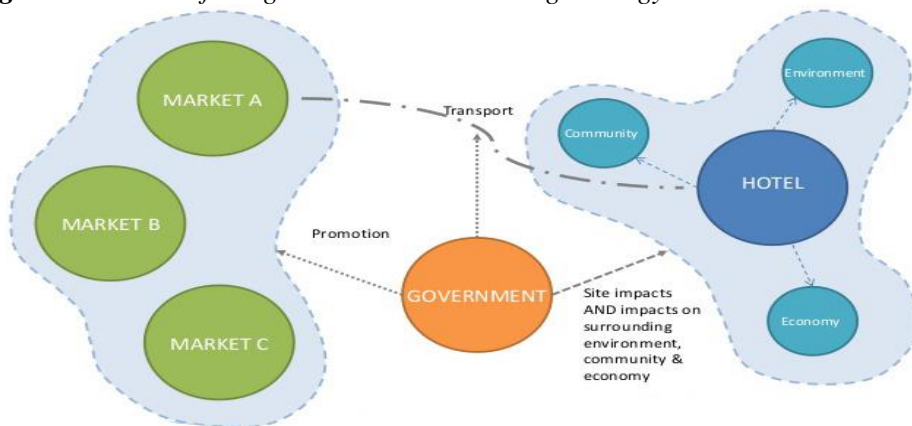 MARKET A
Transport
Environment
Community
HOTEL
MARKET B
Promotion
GOVERNMENT
Site impacts
AND impacts on
surrounding
environment,
community &
economy
Economy
MARKET C